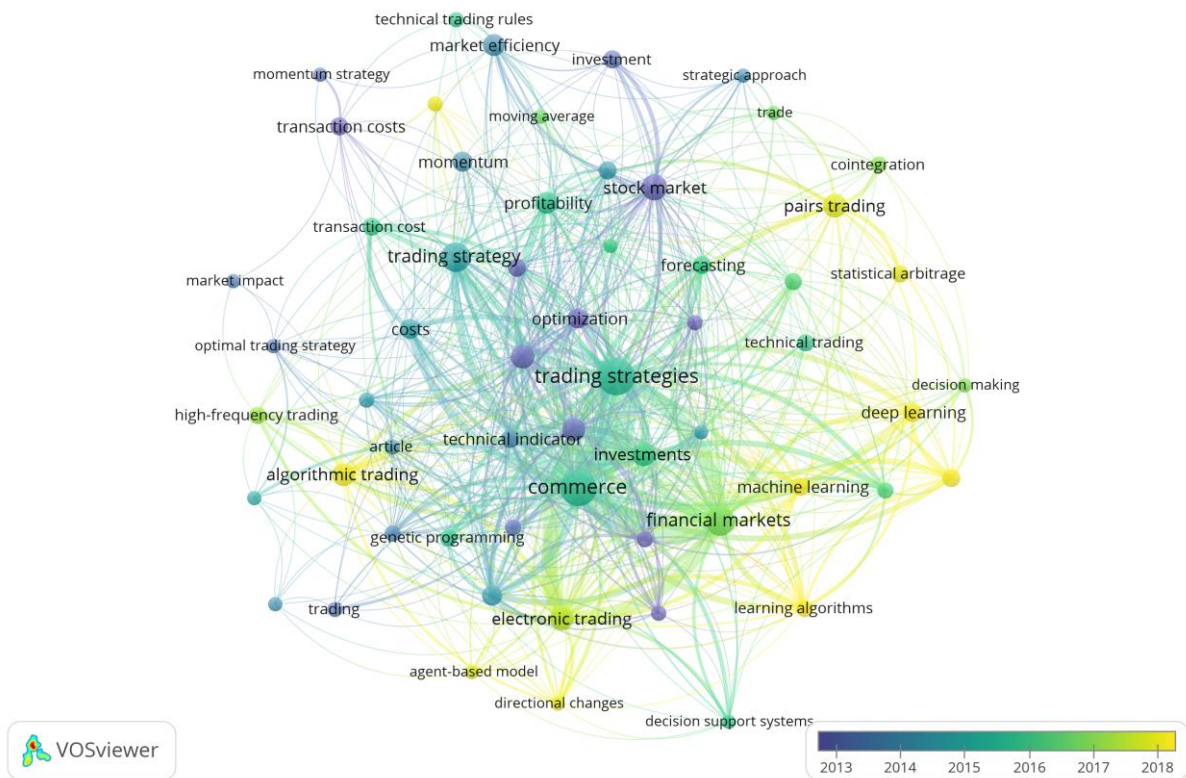 technical trading rules
market efficiency
investment
momentum strategy
strategic approach
moving average
trade
transaction costs
momentum
cointegration
stock market
profitability
pairs trading
transaction cost
trading strategy
forecasting
statistical arbitrage
market impact
optimization
costs
optimal trading strategy
technical trading
trading strategies
decision making
high-frequency trading
deep learning
article
technical indicator
investments
algorithmic trading
commerce
machine learning
financial markets
genetic programming
trading
electronic trading
learning algorithms
agent-based model
directional changes
decision support systems
VOSviewer
2013 2014 2015 2016 2017 2018